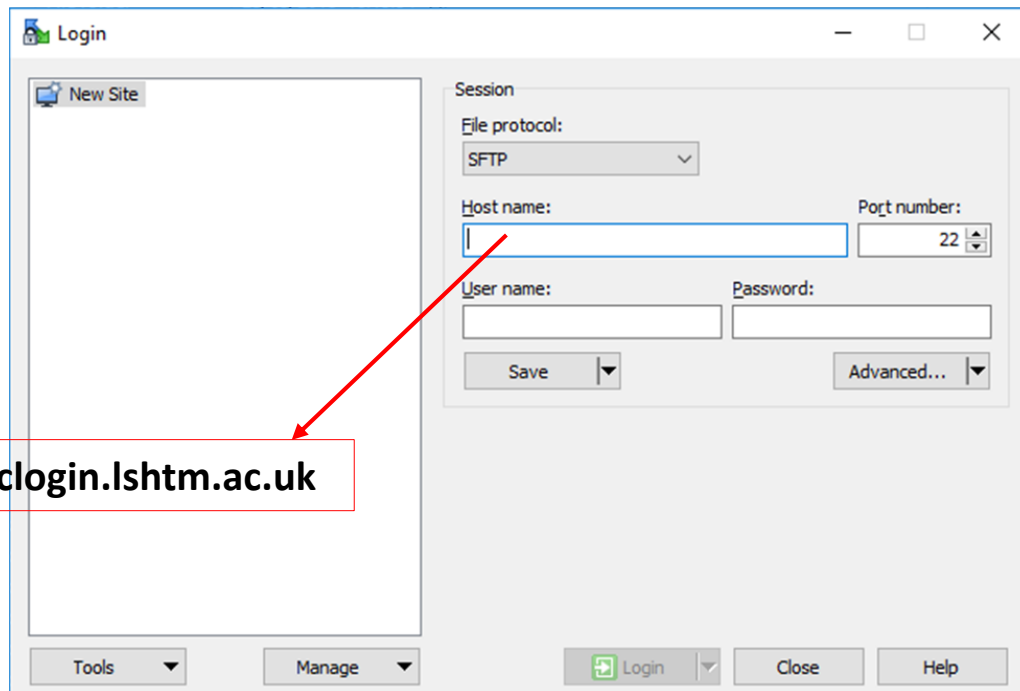 Login
New Site
Session
File protocol:
SFTP
Host name:
Port number:
22
User name:
Password:
Save
Advanced...
clogin.lshtm.ac.uk
Tools
Manage
Login
Close
Help